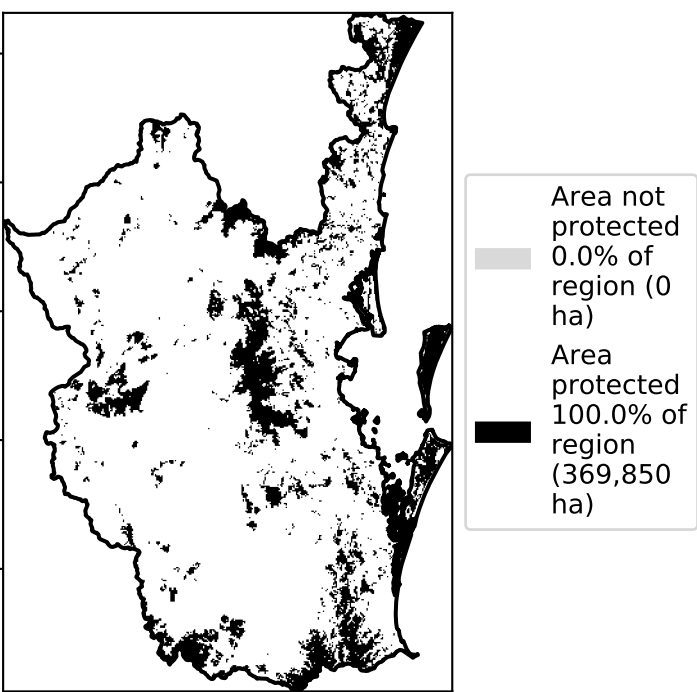 Area not
protected
0.0% of
region (0
ha)
Area
protected
100.0% of
region
(369,850
ha)